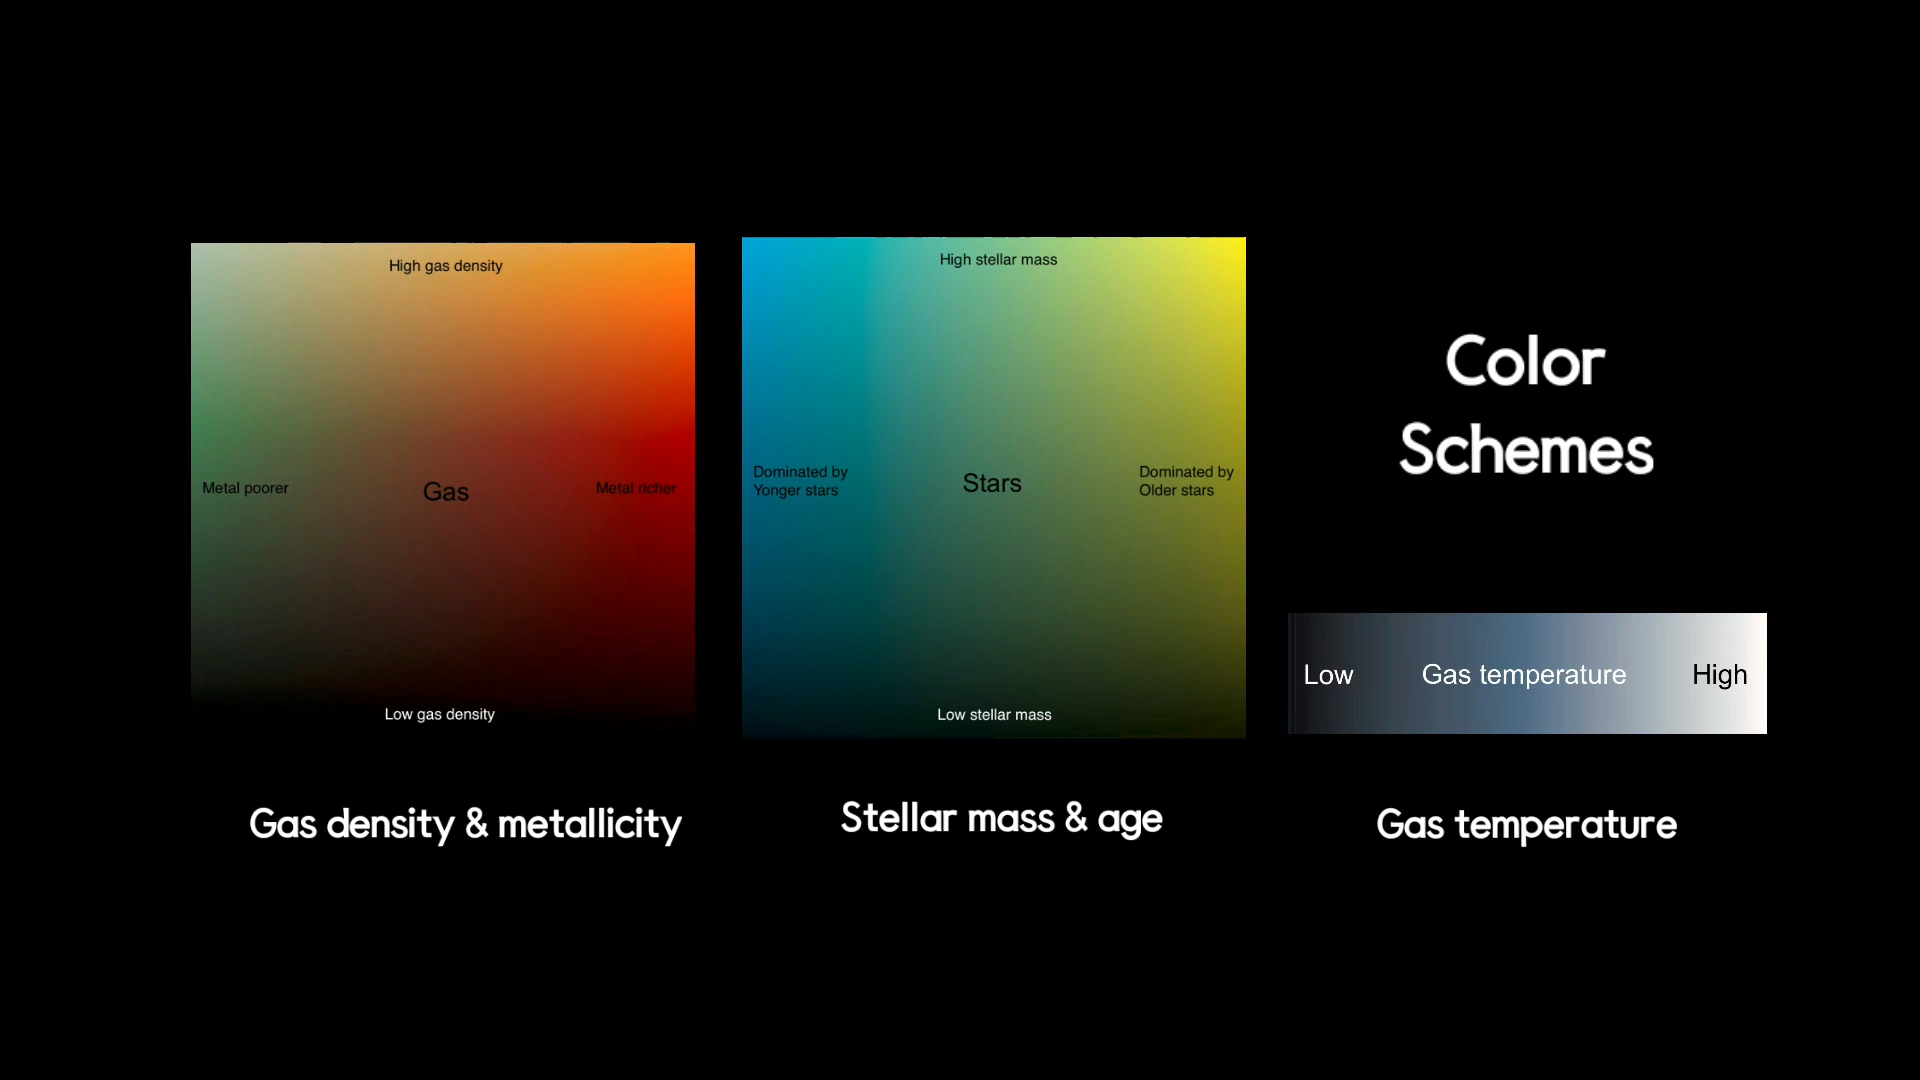 High gas density
Metal poorer
Gas
Metal richer
Low gas density
Gas density & metallicity
High stellar mass
Dominated by
Yonger stars
Stars
Dominated by
Older stars
Low stellar mass
Stellar mass & age
Color
Schemes
Low
Gas temperature
High
Gas temperature